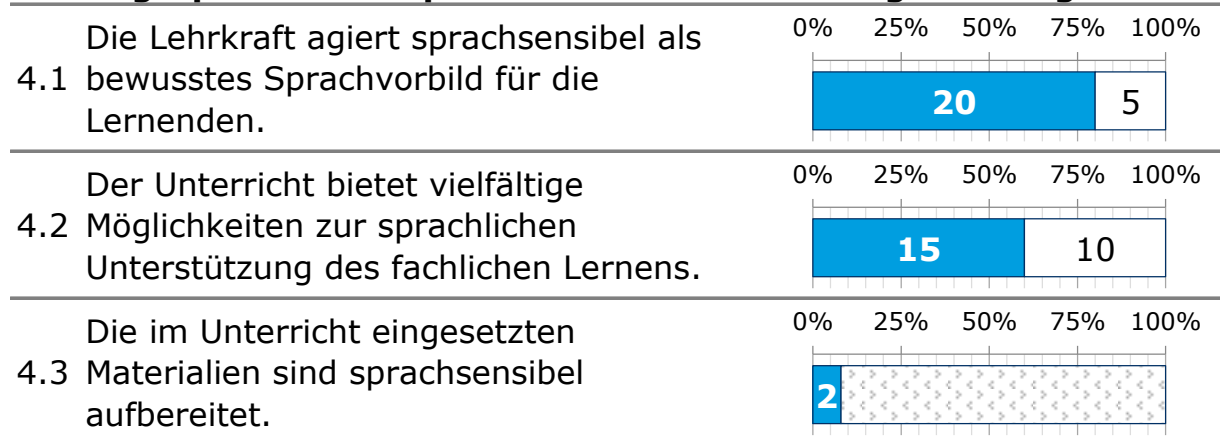 0% 25% 50% 75% 100%
Die Lehrkraft agiert sprachsensibel als
4.1 bewusstes Sprachvorbild für die
Lernenden.
20 5
0% 25% 50% 75% 100%
Der Unterricht bietet vielfältige
4.2 Möglichkeiten zur sprachlichen
Unterstützung des fachlichen Lernens.
15 10
0% 25% 50% 75% 100%
Die im Unterricht eingesetzten
4.3 Materialien sind sprachsensibel
aufbereitet.
2